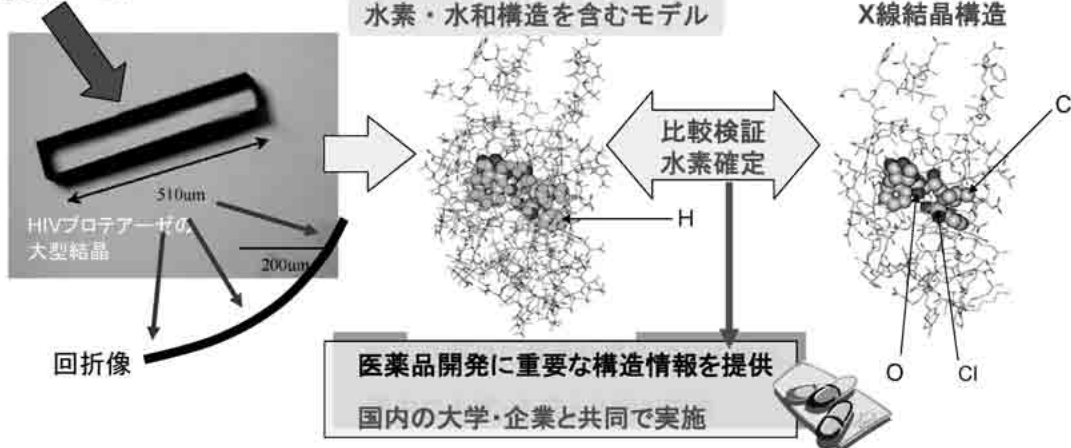 水素・水和構造を含むモデル
X線結晶構造
比較検証
水素確定
C
510um
H
HIVプロテアーゼの
大型結晶
200um
回折像
O
Cl
医薬品開発に重要な構造情報を提供
国内の大学・企業と共同で実施